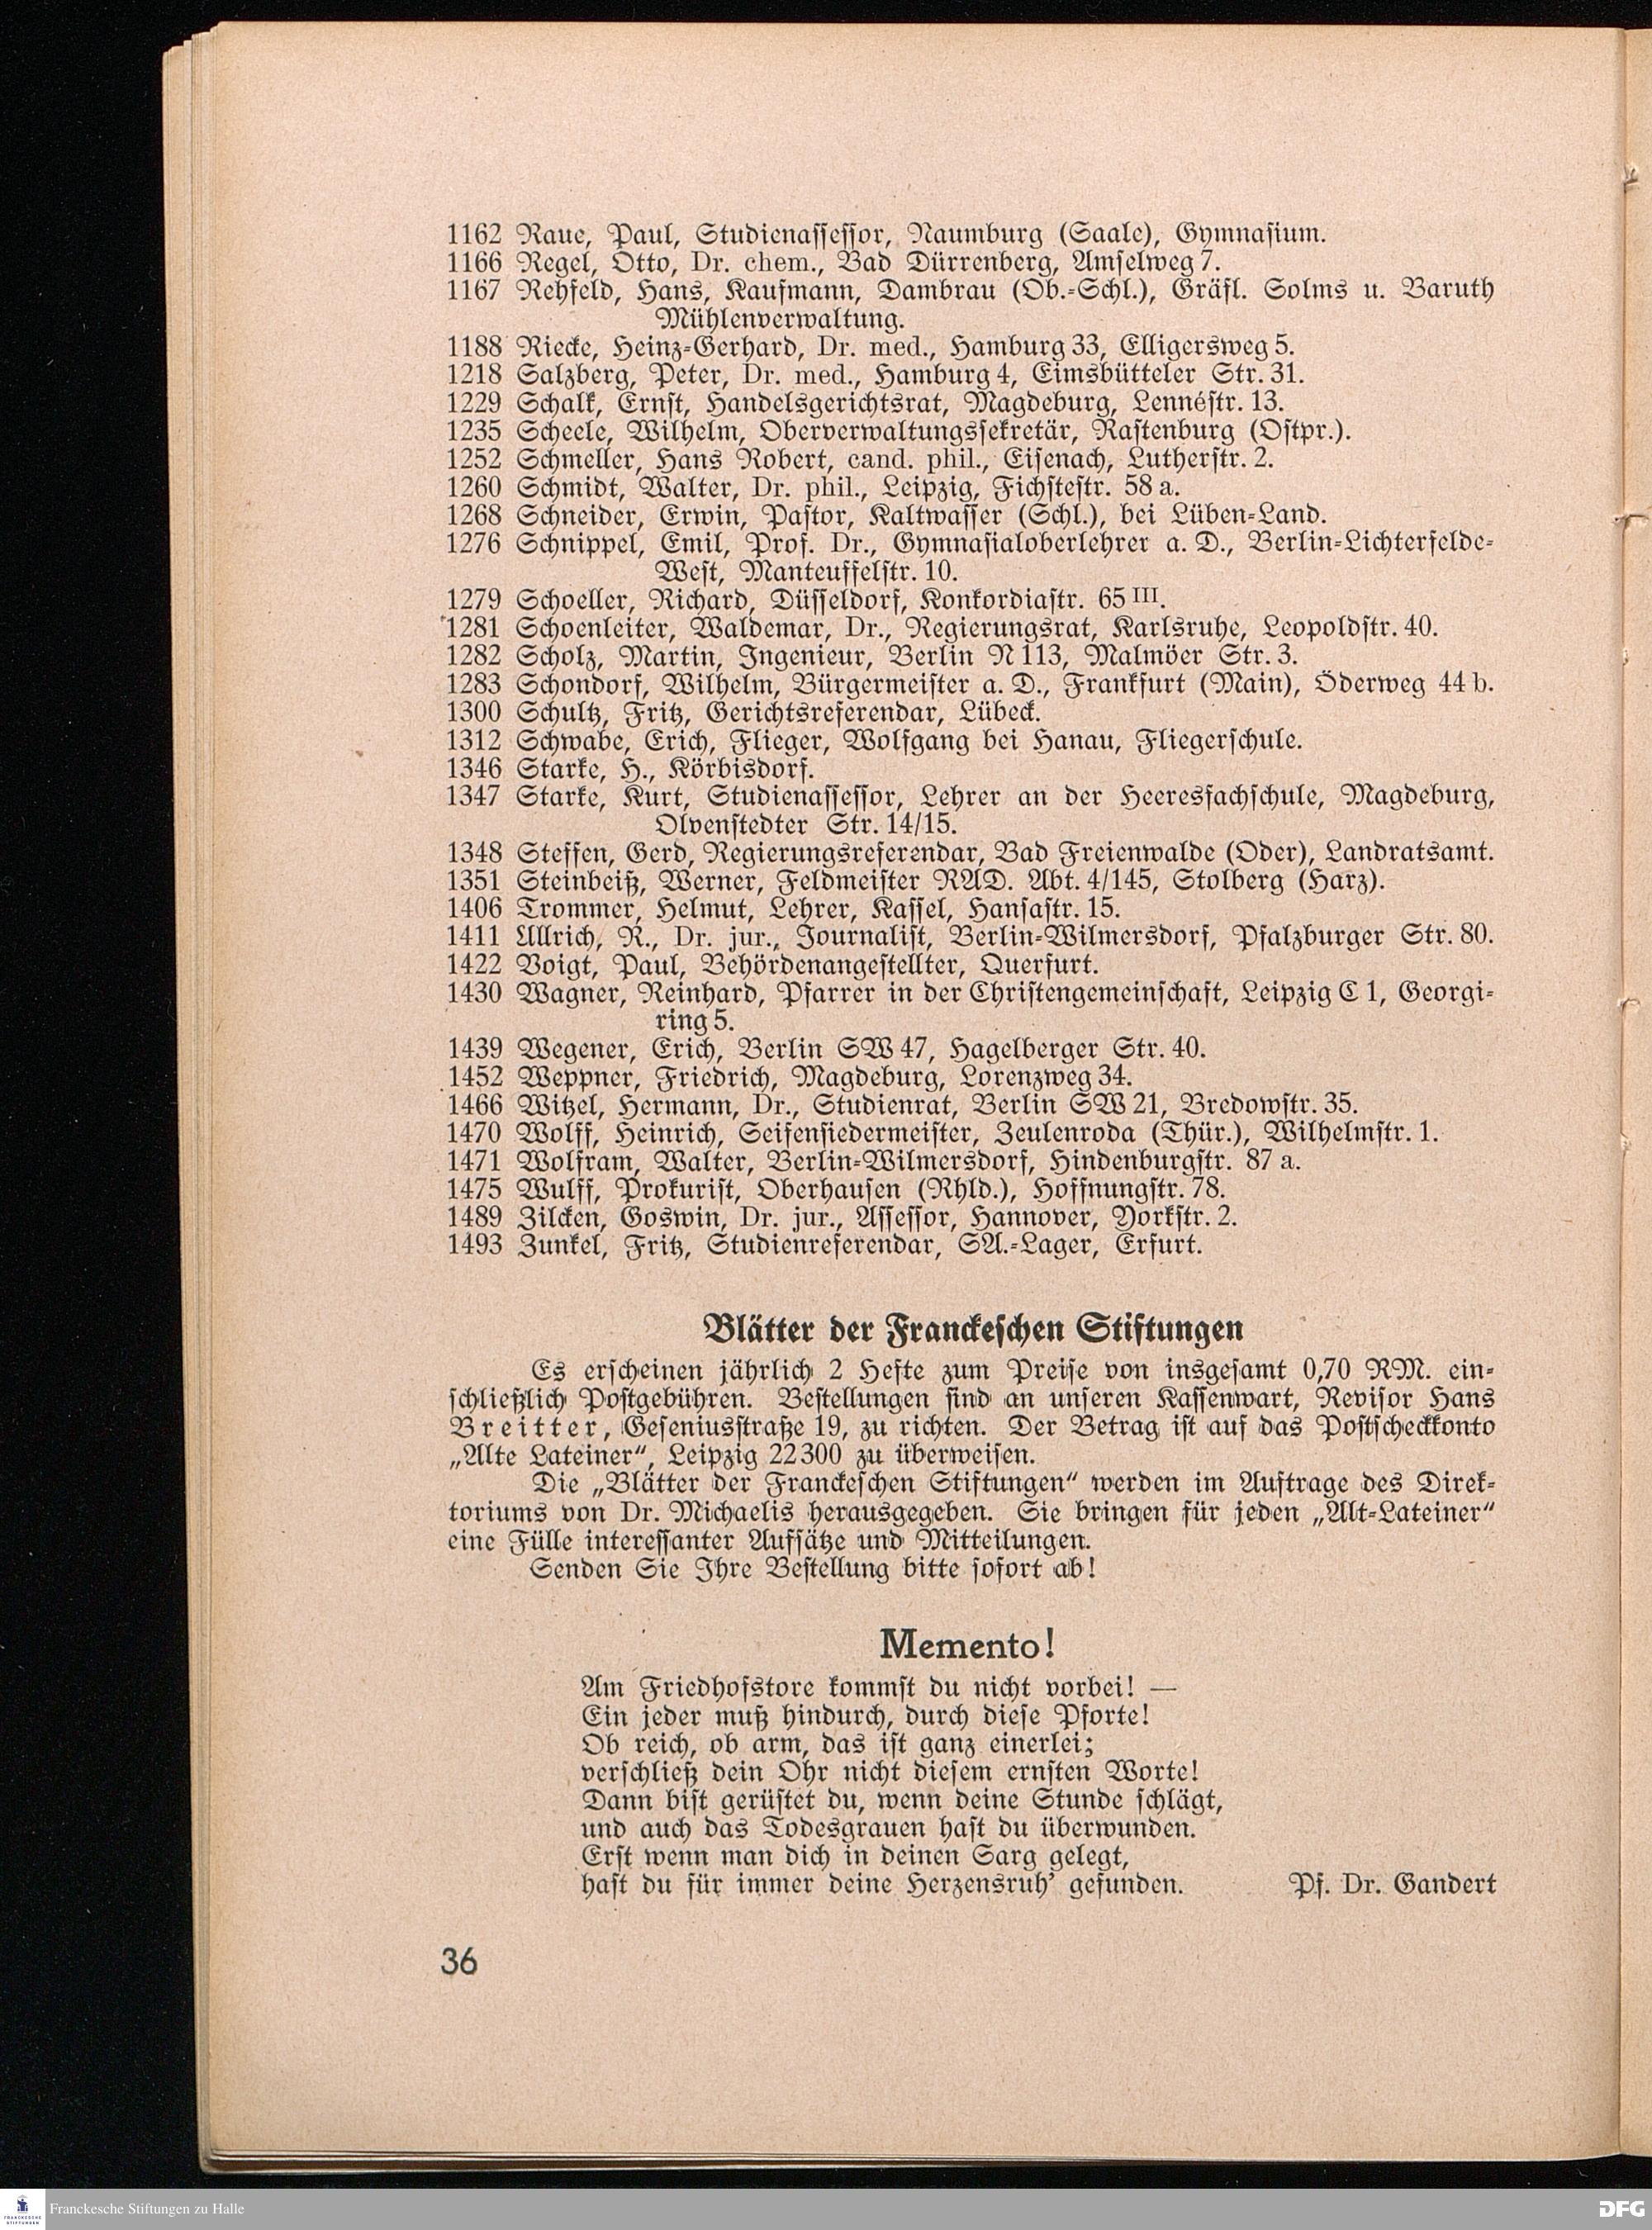 1162 Raue, Paul, Studienassessor, Naumburg (Saale), Gymnasium.
1166 Regel, Otto, Dr. chem., Bad Dürrenberg, Amselweg 7.
1167 Rehfeld, Hans, Kaufmann, Dambrau (Ob.-Schl.), Gräfl. Solms u. Baruth
Mühlenverwaltung.
1188 Riecke, Heinz-Gerhard, Dr. med., Hamburg 33, Elligersweg 5.
1218 Salzberg, Peter, Dr. med., Hamburg 4, Eimsbütteler Str. 31.
1229 Schalk, Ernst, Handelsgerichtsrat, Magdeburg, Lennéstr. 13.
1235 Scheele, Wilhelm, Oberverwaltungssekretär, Rastenburg (Ostpr.).
1252 Schmeller, Hans Robert, cand. phil., Eisenach, Lutherstr. 2.
1260 Schmidt, Walter, Dr. phil., Leipzig, Fichstestr. 58 a.
1268 Schneider, Erwin, Pastor, Kaltwasser (Schl.), bei Lüben-Land.
1276 Schnippel, Emil, Prof. Dr., Gymnasialoberlehrer a. D., Berlin-Lichterfelde-
West, Manteuffelstr. 10.
1279 Schoeller, Richard, Düsseldorf, Konkordiastr. 65 III.
1281 Schoenleiter, Waldemar, Dr., Regierungsrat, Karlsruhe, Leopoldstr. 40.
1282 Scholz, Martin, Ingenieur, Berlin N 113, Malmöer Str. 3.
1283 Schondorf, Wilhelm, Bürgermeister a. D., Frankfurt (Main), Öderweg 44 b.
1300 Schultz, Fritz, Gerichtsreferendar, Lübeck.
1312 Schwabe, Erich, Flieger, Wolfgang bei Hanau, Fliegerschule.
1346 Starke, H., Körbisdorf.
1347 Starke, Kurt, Studienassessor, Lehrer an der Heeresfachschule, Magdeburg,
Olvenstedter Str. 14/15.
1348 Steffen, Gerd, Regierungsreferendar, Bad Freienwalde (Oder), Landratsamt.
1351 Steinbeiß, Werner, Feldmeister RAD. Abt. 4/145, Stolberg (Harz).
1406 Trommer, Helmut, Lehrer, Kassel, Hansastr. 15.
1411 Ullrich, R., Dr. jur., Journalist, Berlin-Wilmersdorf, Pfalzburger Str. 80.
1422 Voigt, Paul, Behördenangestellter, Querfurt.
1430 Wagner, Reinhard, Pfarrer in der Christengemeinschaft, Leipzig C 1, Georgi-
ring 5.
1439 Wegener, Erich, Berlin SW 47, Hagelberger Str. 40.
1452 Weppner, Friedrich, Magdeburg, Lorenzweg 34.
1466 Witzel, Hermann, Dr., Studienrat, Berlin SW 21, Bredowstr. 35.
1470 Wolff, Heinrich, Seifensiedermeister, Zeulenroda (Thür.), Wilhelmstr. 1.
1471 Wolfram, Walter, Berlin-Wilmersdorf, Hindenburgstr. 87 a.
1475 Wulff, Prokurist, Oberhausen (Rhld.), Hoffnungstr. 78.
1489 Zilcken, Goswin, Dr. jur., Assessor, Hannover, Yorkstr. 2.
1493 Zunkel, Fritz, Studienreferendar, SA.-Lager, Erfurt.
Blätter der Franckeschen Stiftungen
Es erscheinen jährlich 2 Hefte zum Preise von insgesamt 0,70 RM. ein-
schließlich Postgebühren. Bestellungen sind an unseren Kassenwart, Revisor Hans
Breitter, Geseniusstraße 19, zu richten. Der Betrag ist auf das Postscheckkonto
„Alte Lateiner“, Leipzig 22300 zu überweisen.
Die „Blätter der Franckeschen Stiftungen“ werden im Auftrage des Direk-
toriums von Dr. Michaelis herausgegeben. Sie bringen für jeden „Alt-Lateiner“
eine Fülle interessanter Aufsätze und Mitteilungen.
Senden Sie Ihre Bestellung bitte sofort ab!
Memento!
Am Friedhofstore kommst du nicht vorbei! —
Ein jeder muß hindurch, durch diese Pforte!
Ob reich, ob arm, das ist ganz einerlei;
verschließ dein Ohr nicht diesem ernsten Worte!
Dann bist gerüstet du, wenn deine Stunde schlägt,
und auch das Todesgrauen hast du überwunden.
Erst wenn man dich in deinen Sarg gelegt,
hast du für immer deine Herzensruh' gefunden. Pf. Dr. Gandert
36
Franckesche Stiftungen zu Halle
FRANCKESCHE
STIFTUNGEN
DFG